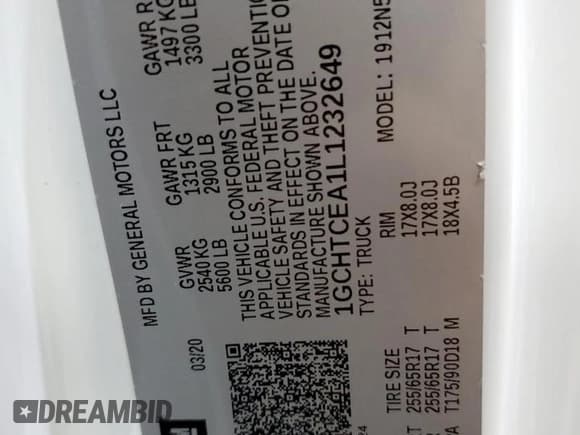 MFD BY GENERAL MOTORS LLC
03/20
GVWR
2540 KG
5600 LB
GAWR FRT
1315 KG
2900 LB
GAWR R
1497 KG
3300 LB
THIS VEHICLE CONFORMS TO ALL
APPLICABLE U.S. FEDERAL MOTOR
VEHICLE SAFETY AND THEFT PREVENTIO
STANDARDS IN EFFECT ON THE DATE OF
MANUFACTURE SHOWN ABOVE.
1GCHTCEA1L1232649
TYPE: TRUCK
MODEL: 1912N5
TIRE SIZE RIM
255/65R17 T 17X8.0J
255/65R17 T 17X8.0J
T175/90D18 M 18X4.5B
DREAMBID